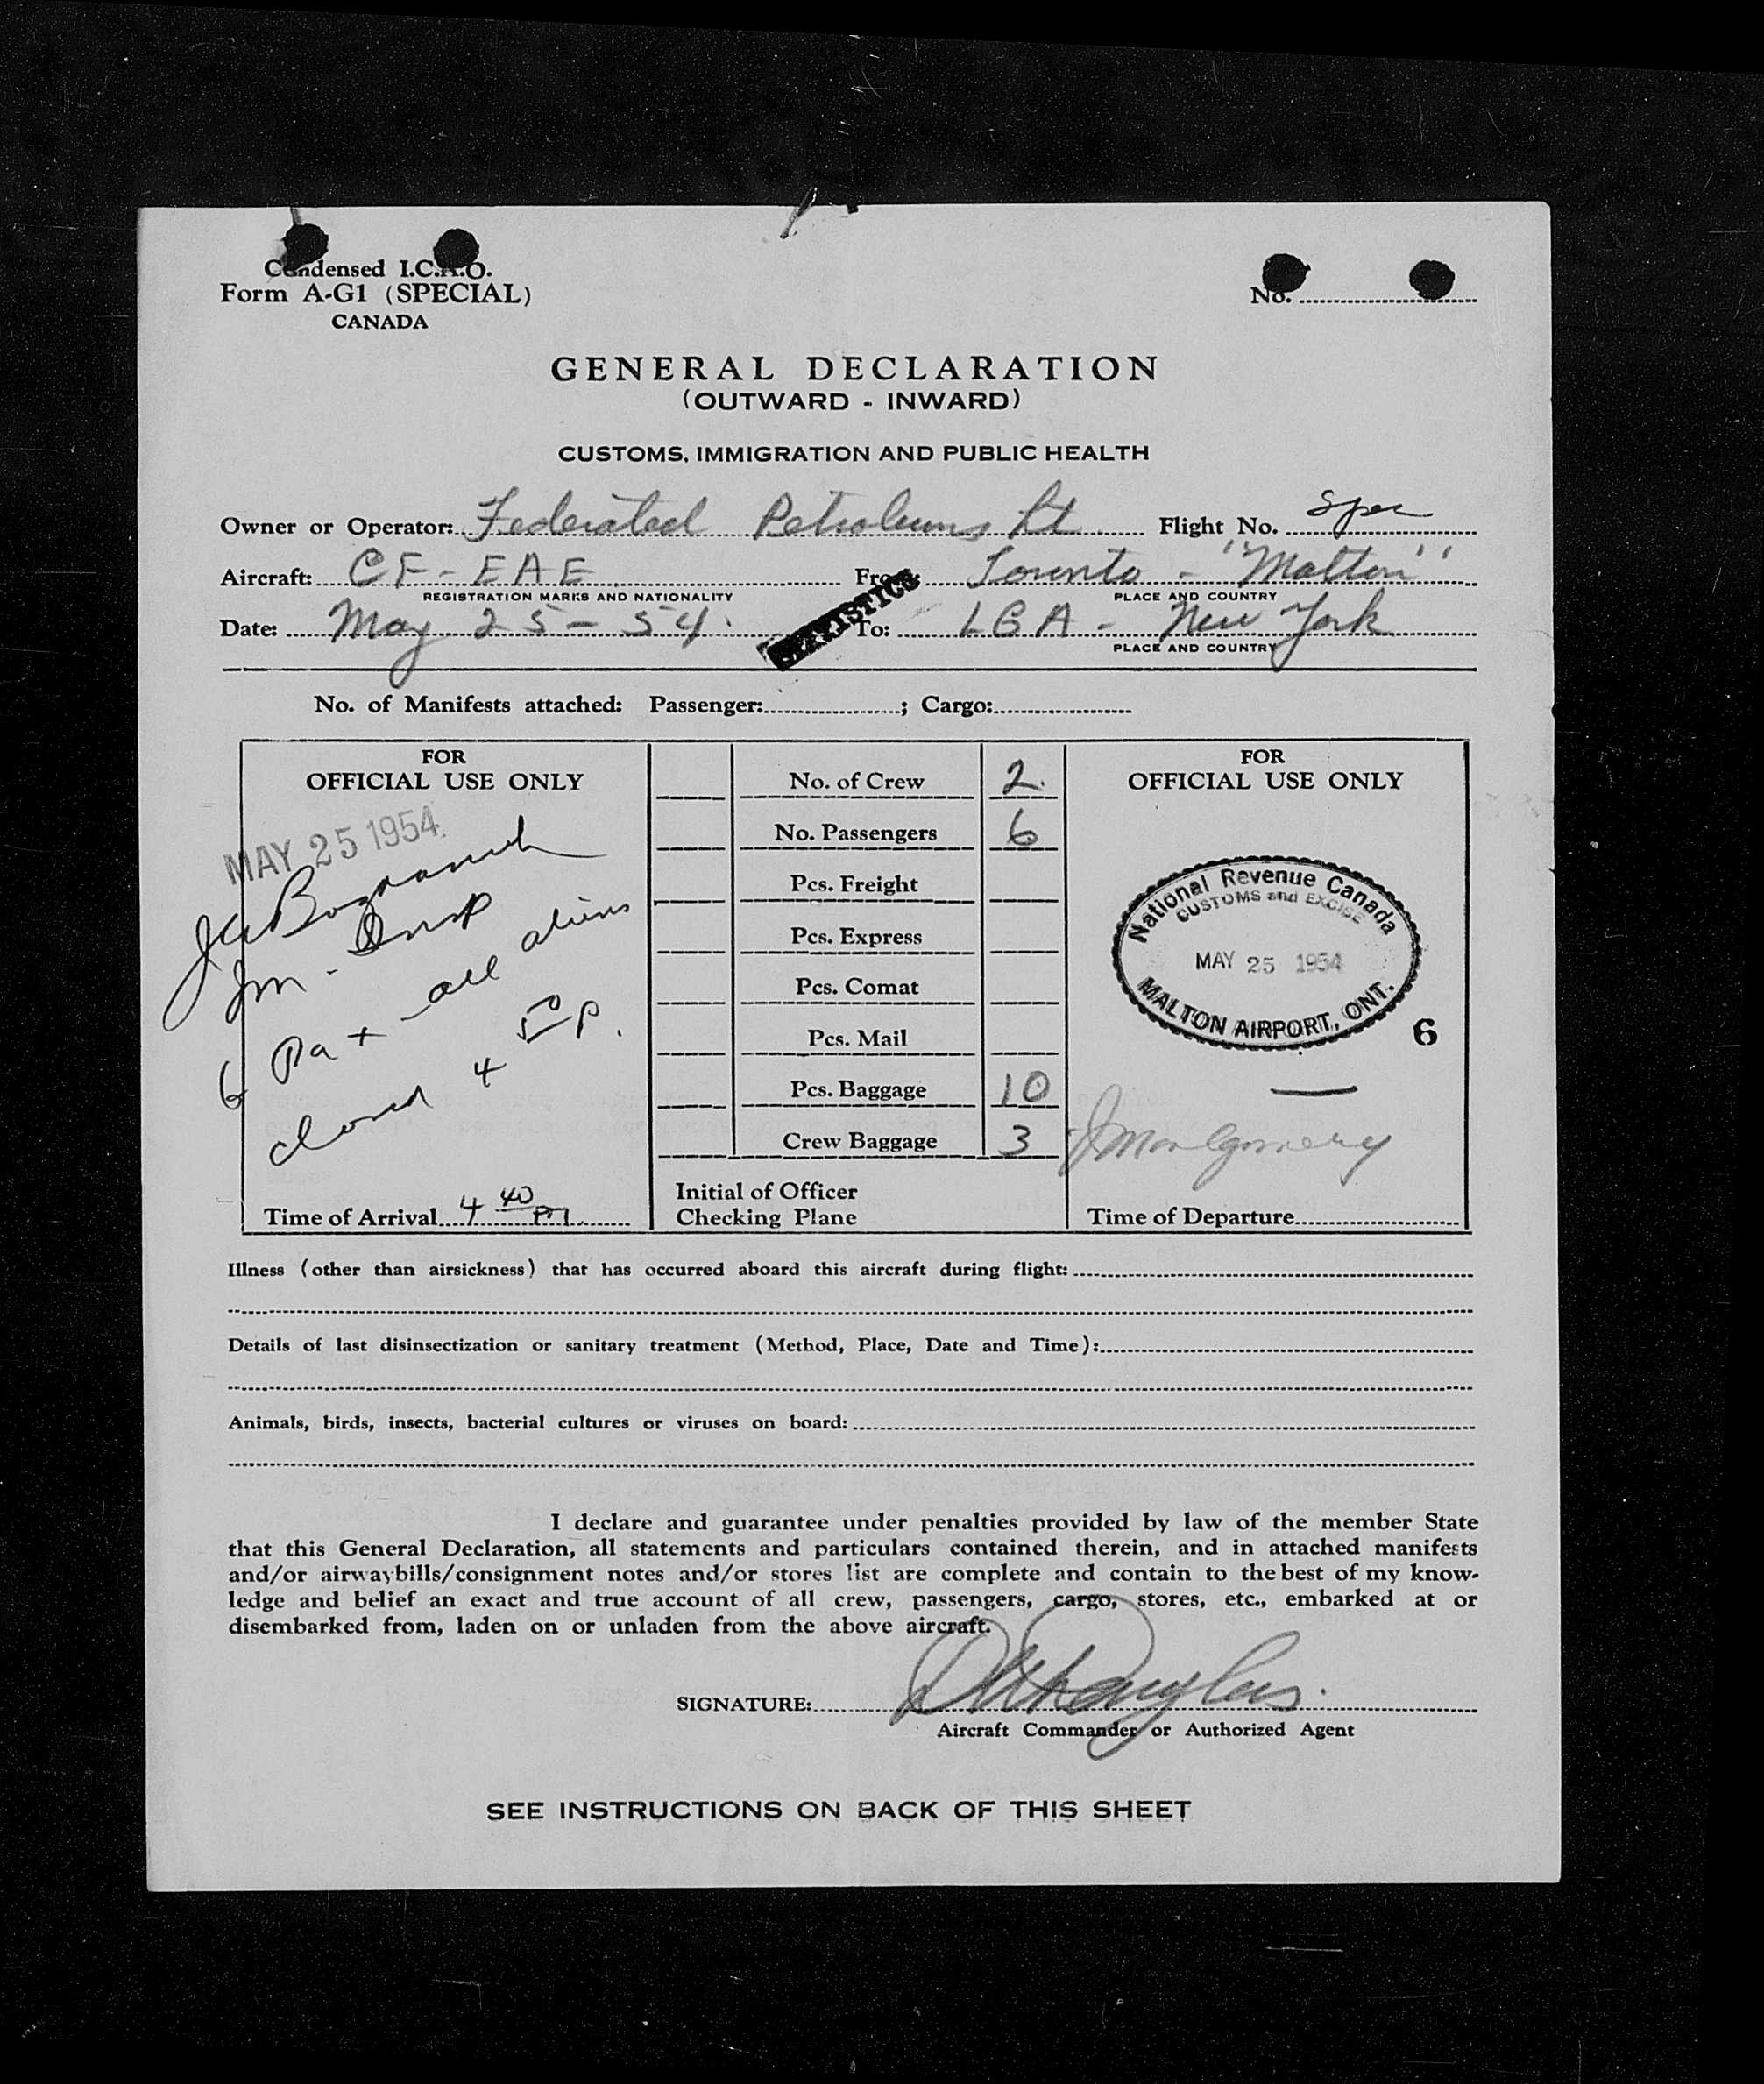 Condensed I.C.A.O.
Form A-G1 (SPECIAL)
CANADA
No.
GENERAL DECLARATION
(OUTWARD - INWARD)
CUSTOMS, IMMIGRATION AND PUBLIC HEALTH
Owner or Operator: Federated Petroleums Lt. Flight No. Spec
Aircraft: CF-EAE From: Toronto - "Malton"
REGISTRATION MARKS AND NATIONALITY PLACE AND COUNTRY
STATISTICS
Date: May 25-54. To: LGA - New York
PLACE AND COUNTRY
No. of Manifests attached: Passenger: ; Cargo:
FOR
OFFICIAL USE ONLY
MAY 25 1954
Insp
6 Pa + all aliens
cleared 4 50 p.
Time of Arrival 4 40 PM
No. of Crew 2.
No. Passengers 6
Pcs. Freight
Pcs. Express
Pcs. Comat
Pcs. Mail
Pcs. Baggage 10
Crew Baggage 3
Initial of Officer
Checking Plane
FOR
OFFICIAL USE ONLY
National Revenue Canada
CUSTOMS and EXCISE
MAY 25 1954
MALTON AIRPORT, ONT.
6
J Montgomery
Time of Departure
Illness (other than airsickness) that has occurred aboard this aircraft during flight:
Details of last disinsectization or sanitary treatment (Method, Place, Date and Time):
Animals, birds, insects, bacterial cultures or viruses on board:
I declare and guarantee under penalties provided by law of the member State
that this General Declaration, all statements and particulars contained therein, and in attached manifests
and/or airwaybills/consignment notes and/or stores list are complete and contain to the best of my know-
ledge and belief an exact and true account of all crew, passengers, cargo, stores, etc., embarked at or
disembarked from, laden on or unladen from the above aircraft.
SIGNATURE: Douglas.
Aircraft Commander or Authorized Agent
SEE INSTRUCTIONS ON BACK OF THIS SHEET